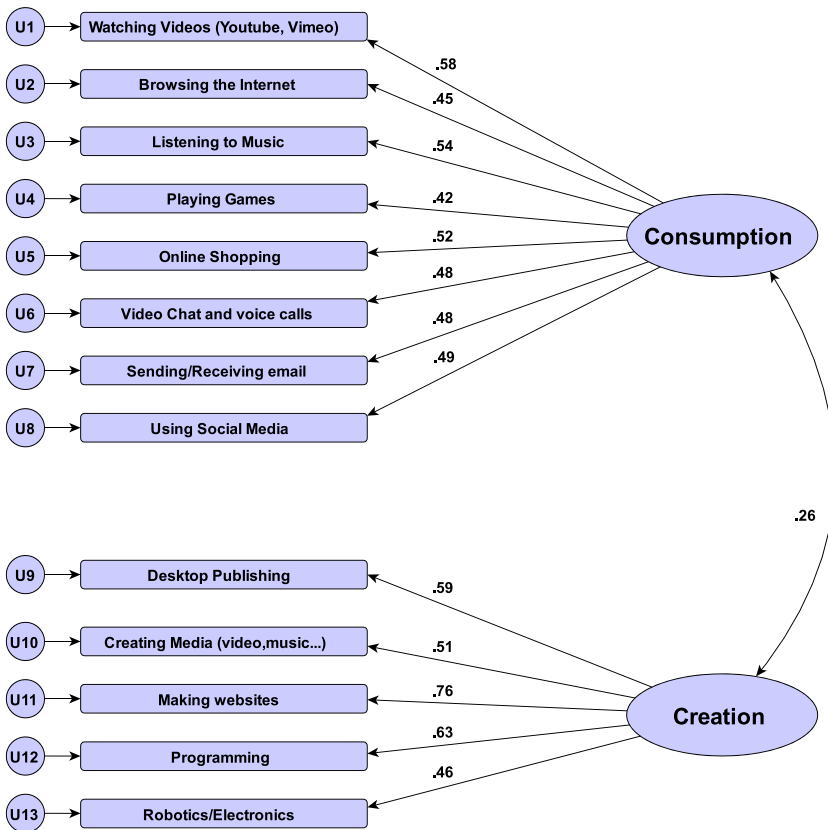 U1
Watching Videos (Youtube, Vimeo)
.58
U2
Browsing the Internet
.45
U3
Listening to Music
.54
U4
Playing Games
.42
U5
Online Shopping
.52
U6
Video Chat and voice calls
.48
U7
Sending/Receiving email
.48
U8
Using Social Media
.49
Consumption
.26
U9
Desktop Publishing
.59
U10
Creating Media (video,music...)
.51
U11
Making websites
.76
U12
Programming
.63
U13
Robotics/Electronics
.46
Creation